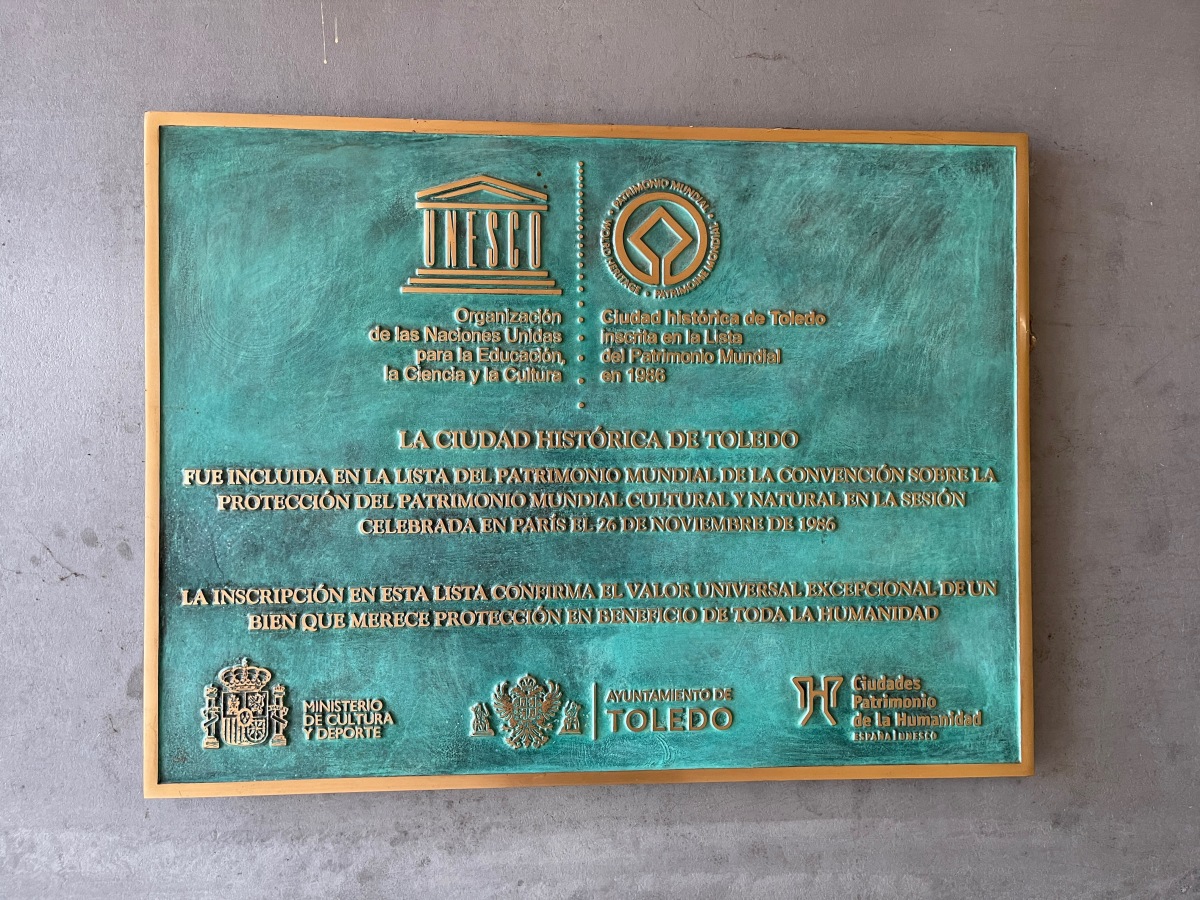 UNESCO
PATRIMONIO MUNDIAL • WORLD HERITAGE • PATRIMOINE MONDIAL •
Organización
de las Naciones Unidas
para la Educación,
la Ciencia y la Cultura
Ciudad histórica de Toledo
inscrita en la Lista
del Patrimonio Mundial
en 1986
LA CIUDAD HISTÓRICA DE TOLEDO
FUE INCLUIDA EN LA LISTA DEL PATRIMONIO MUNDIAL DE LA CONVENCIÓN SOBRE LA
PROTECCIÓN DEL PATRIMONIO MUNDIAL CULTURAL Y NATURAL EN LA SESIÓN
CELEBRADA EN PARÍS EL 26 DE NOVIEMBRE DE 1986
LA INSCRIPCIÓN EN ESTA LISTA CONFIRMA EL VALOR UNIVERSAL EXCEPCIONAL DE UN
BIEN QUE MERECE PROTECCIÓN EN BENEFICIO DE TODA LA HUMANIDAD
MINISTERIO
DE CULTURA
Y DEPORTE
AYUNTAMIENTO DE
TOLEDO
Ciudades
Patrimonio
de la Humanidad
ESPAÑA | UNESCO